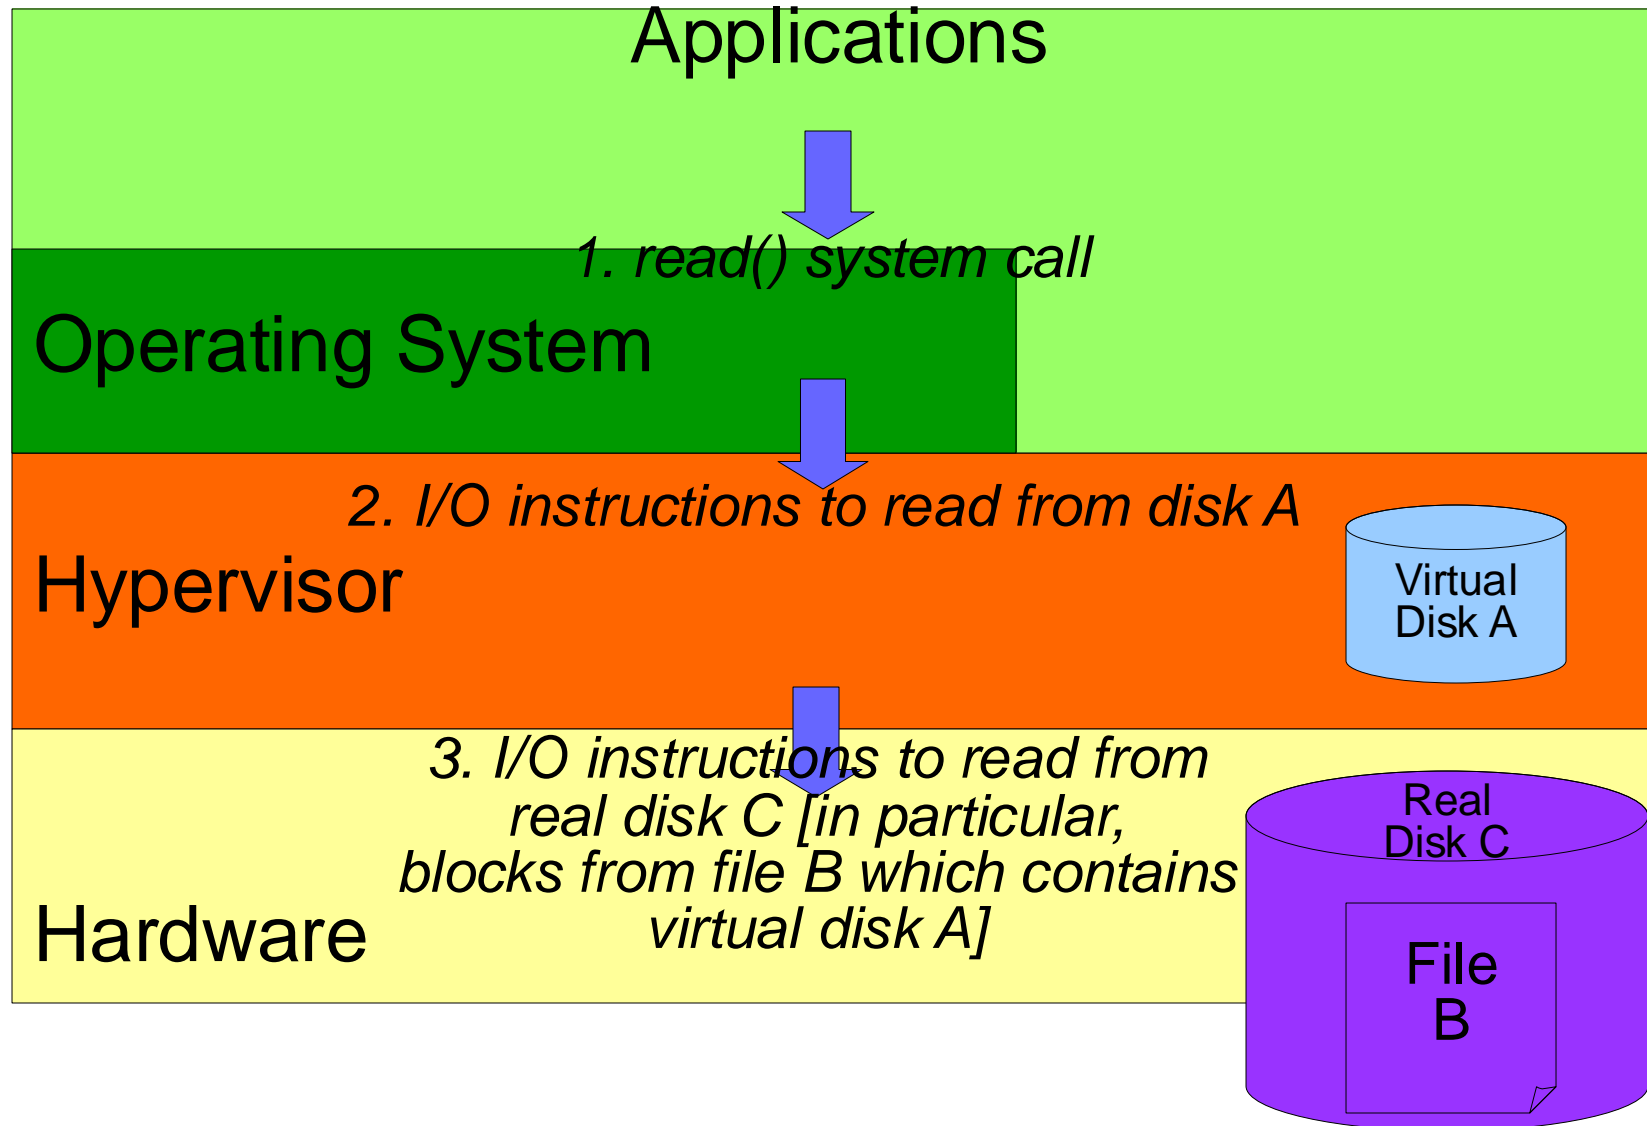 Applications
1. read() system call
Operating System
2. I/O instructions to read from disk A
Hypervisor
Virtual
Disk A
3. I/O instructions to read from
real disk C [in particular,
blocks from file B which contains
virtual disk A]
Hardware
Real
Disk C
File
B